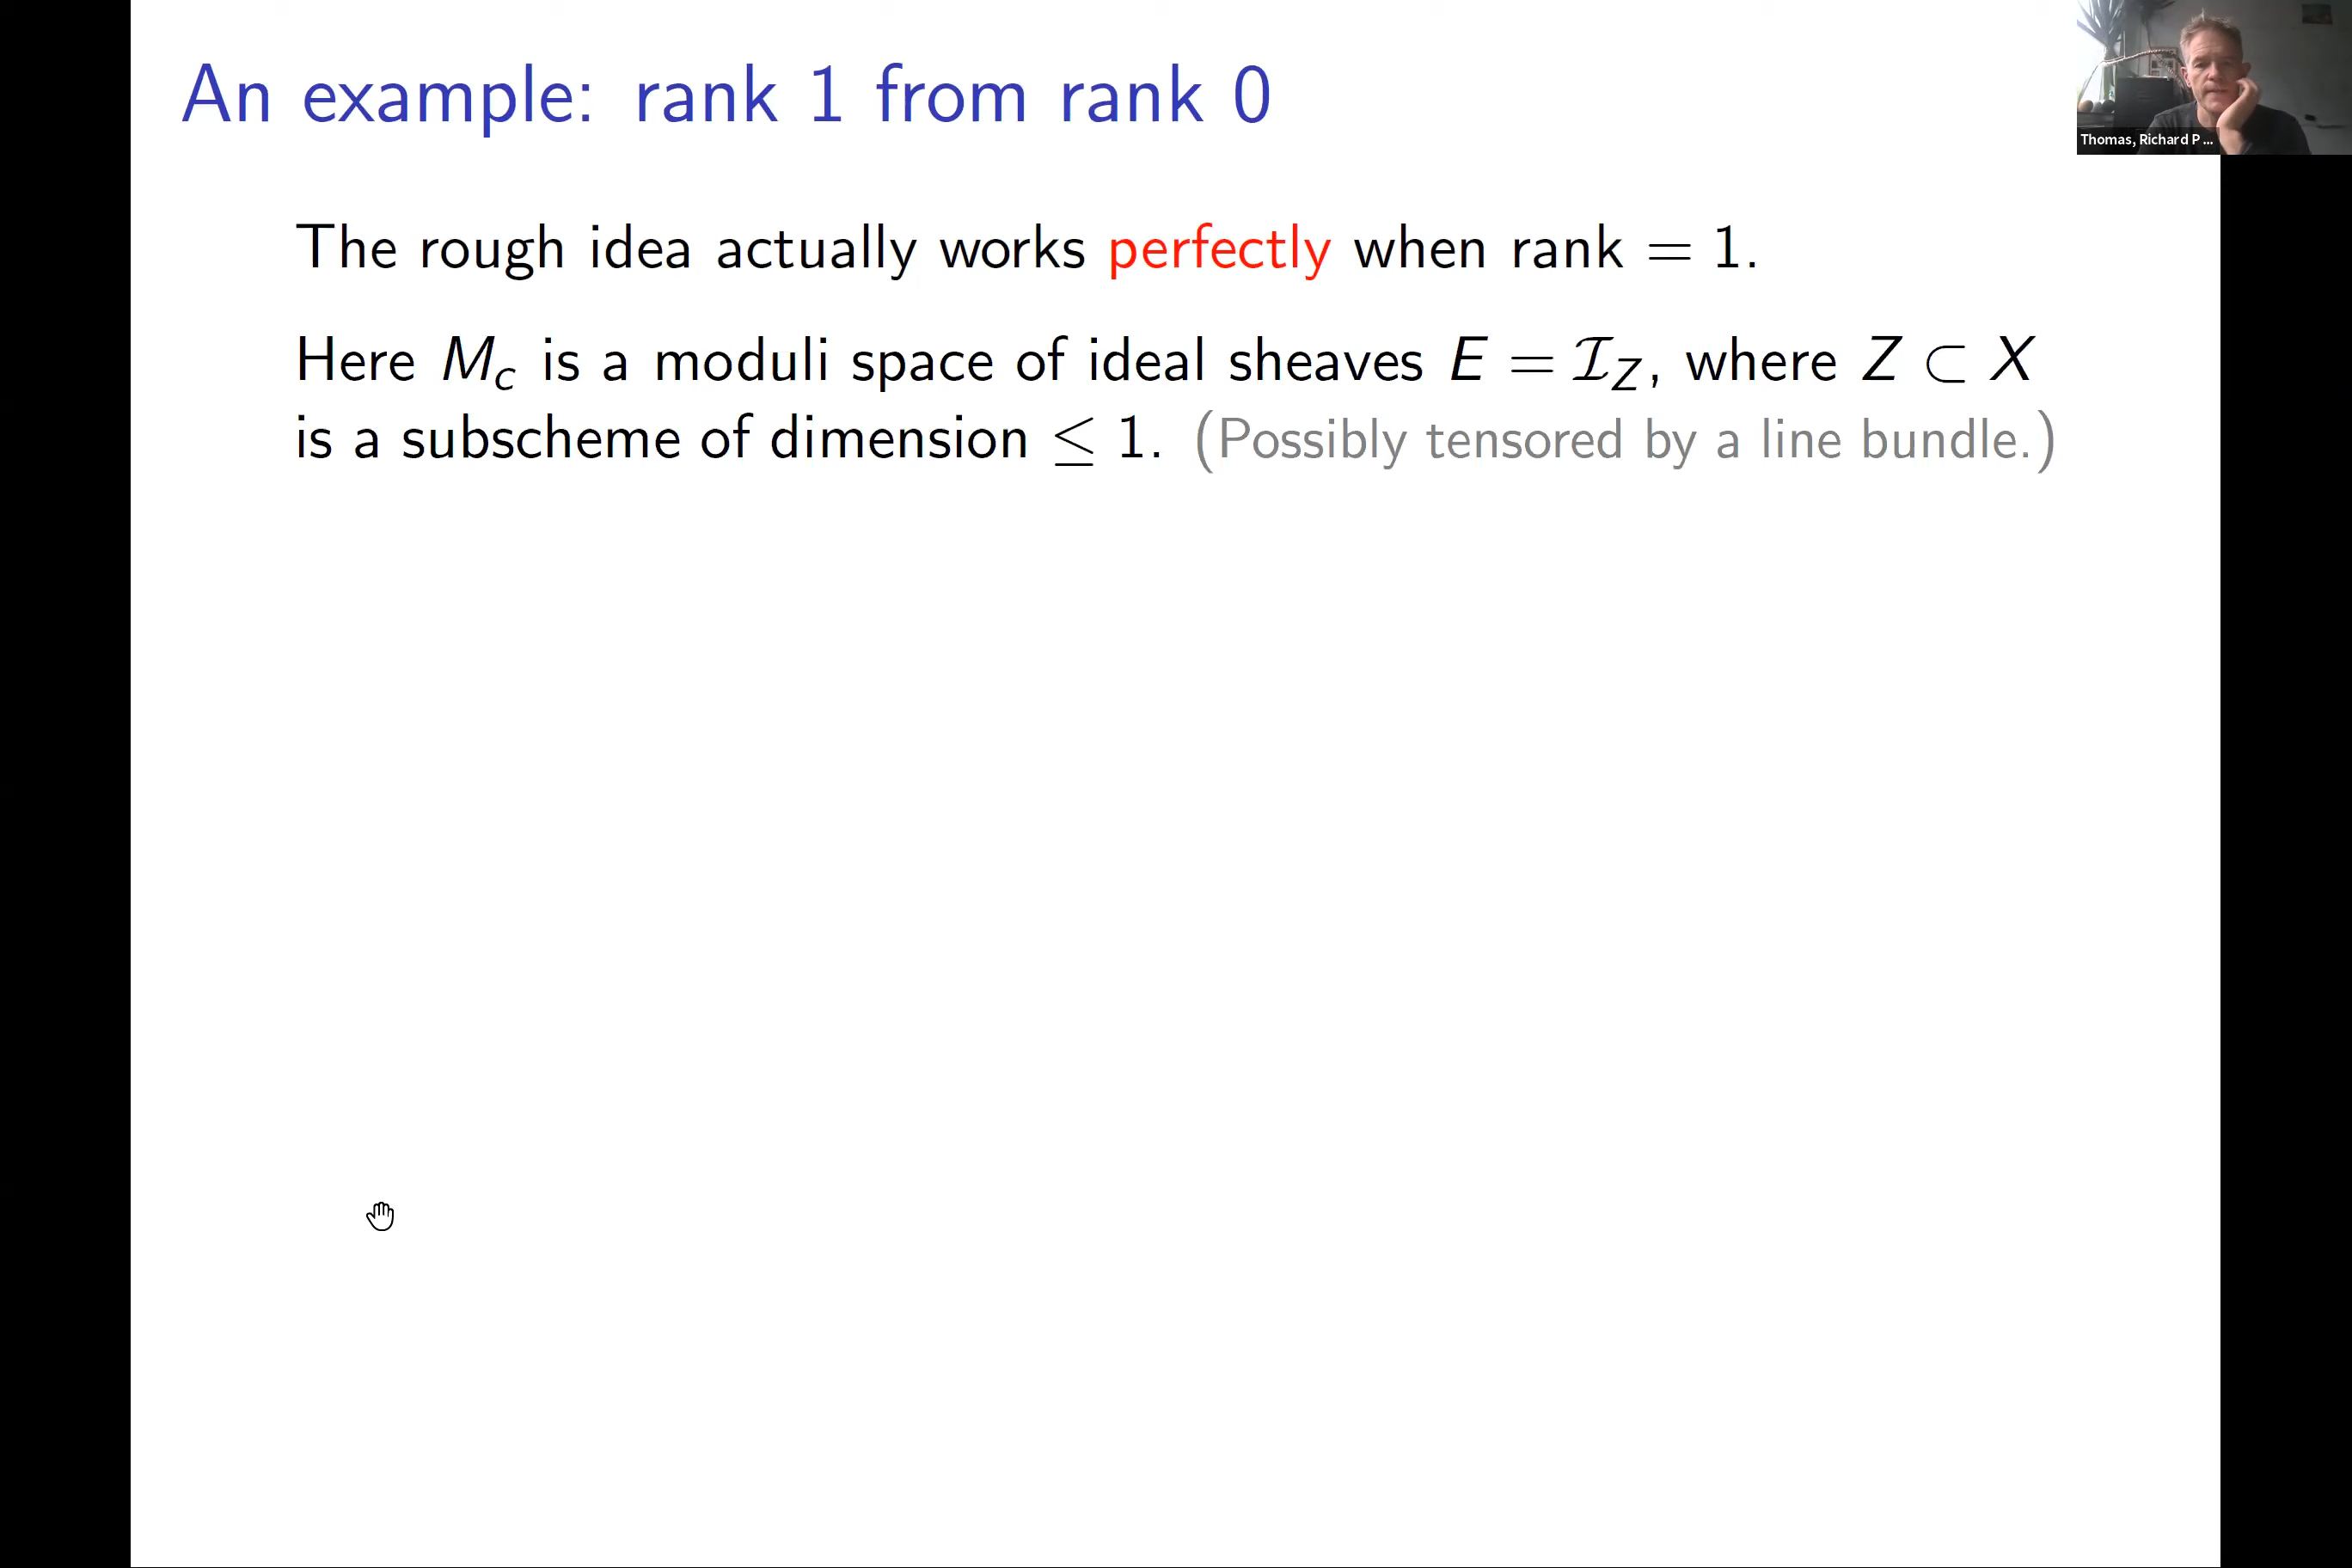 An example: rank 1 from rank 0
Thomas, Richard P ...
The rough idea actually works perfectly when rank = 1.
Here M_c is a moduli space of ideal sheaves E = ℐ_Z, where Z ⊂ X
is a subscheme of dimension ≤ 1. (Possibly tensored by a line bundle.)